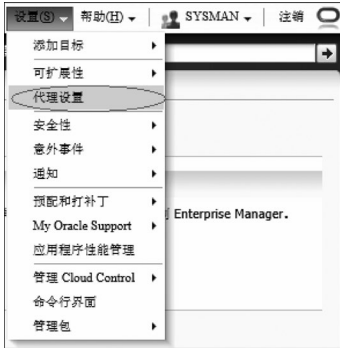 设置(S) 帮助(H) SYSMAN 注销
添加目标
可扩展性
代理设置
安全性
意外事件
通知
预配和打补丁
Enterprise Manager.
My Oracle Support
应用程序性能管理
管理 Cloud Control
命令行界面
管理包